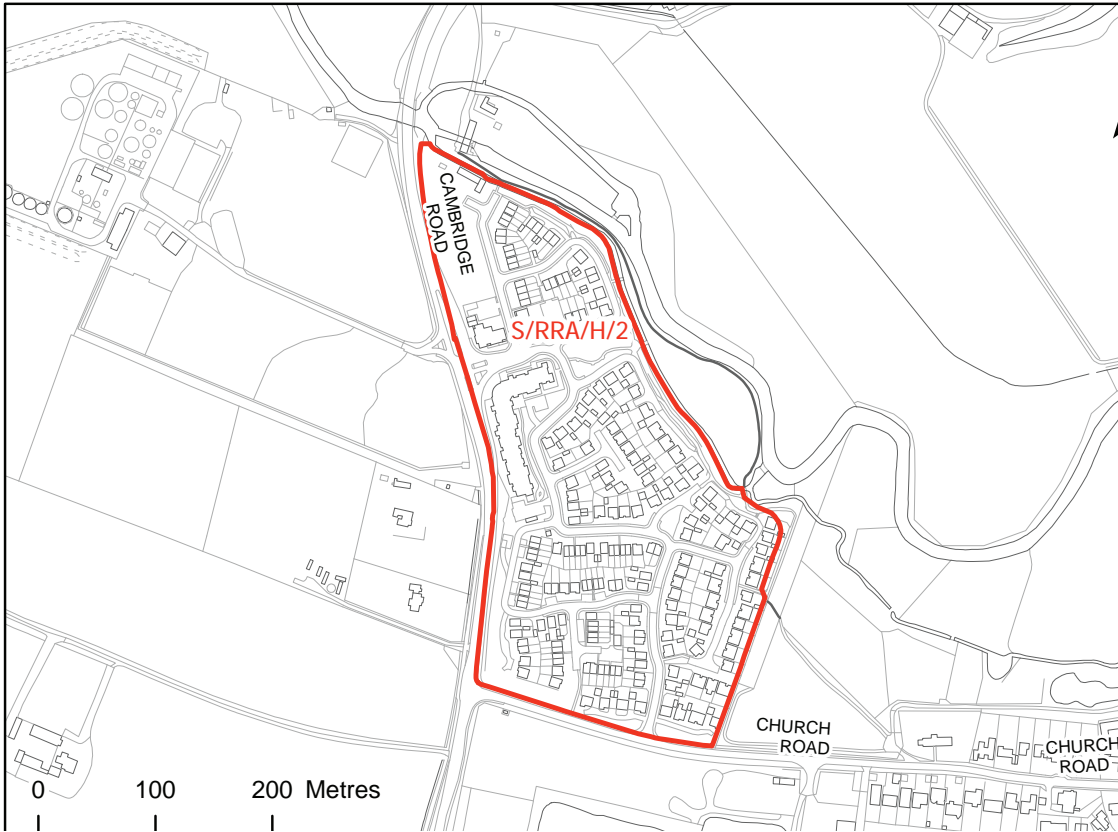 CAMBRIDGE
ROAD
S/RRA/H/2
CHURCH
ROAD
CHURCH
ROAD
0 100 200 Metres